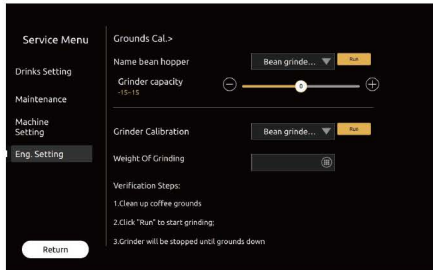 Service Menu
Drinks Setting
Maintenance
Machine
Setting
Eng. Setting
Return
Grounds Cal.>
Name bean hopper
Bean grinde...
Run
Grinder capacity
-15~15
0
Grinder Calibration
Bean grinde...
Run
Weight Of Grinding
Verification Steps:
1.Clean up coffee grounds
2.Click "Run" to start grinding;
3.Grinder will be stopped until grounds down